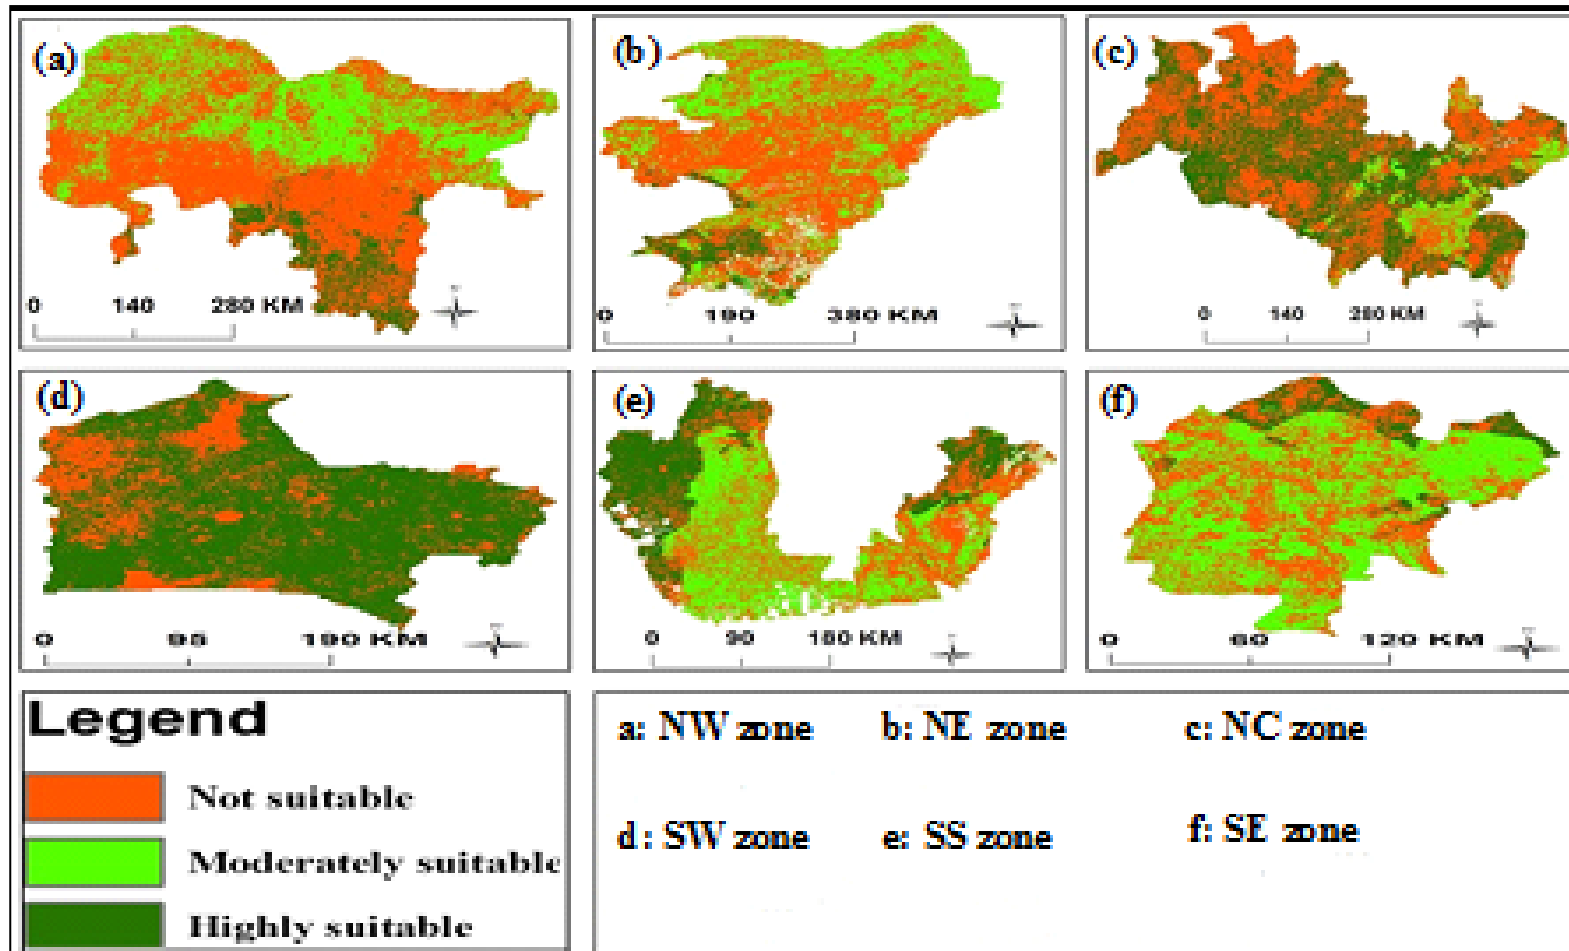 (a)
0 140 280 KM
(b)
0 190 380 KM
(c)
0 140 280 KM
(d)
0 95 190 KM
(e)
0 90 180 KM
(f)
0 60 120 KM
Legend
Not suitable
Moderately suitable
Highly suitable
a: NW zone b: NE zone c: NC zone
d: SW zone e: SS zone f: SE zone